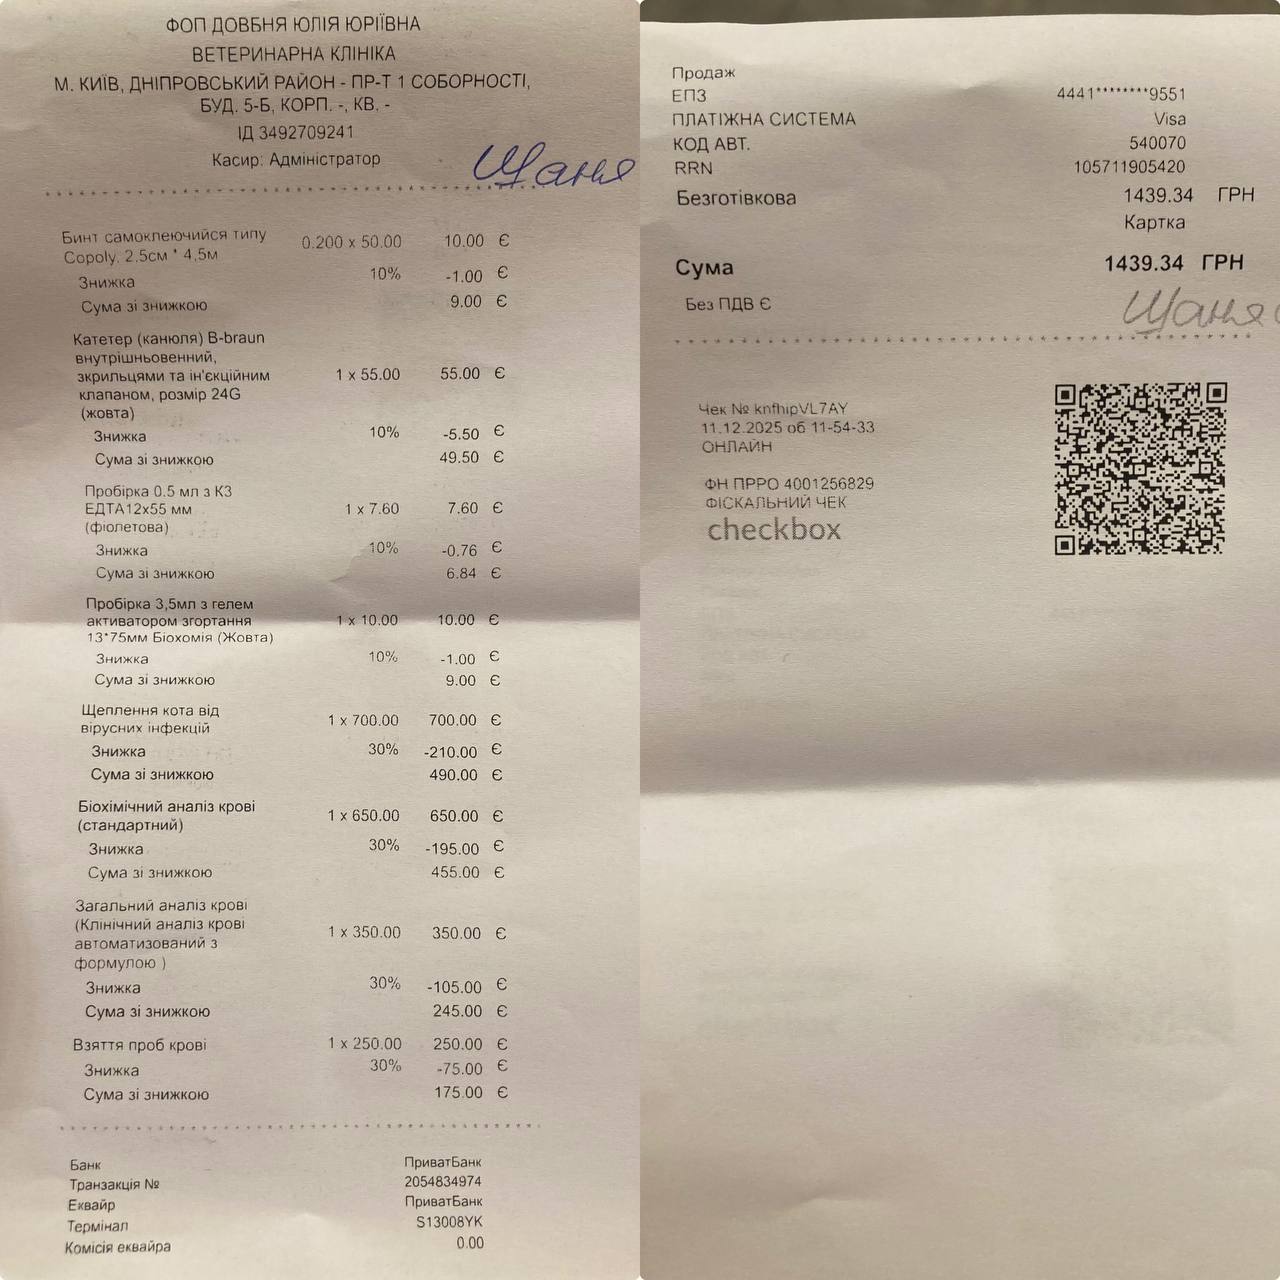 ФОП ДОВБНЯ ЮЛІЯ ЮРІЇВНА
ВЕТЕРИНАРНА КЛІНІКА
М. КИЇВ, ДНІПРОВСЬКИЙ РАЙОН - ПР-Т 1 СОБОРНОСТІ,
БУД. 5-Б, КОРП. -, КВ. -
ІД 3492709241
Касир: Адміністратор
Щаня
Бинт самоклеючийся типу
Copoly, 2.5см * 4,5м 0.200 x 50.00 10.00 Є
Знижка 10% -1.00 Є
Сума зі знижкою 9.00 Є
Катетер (канюля) B-braun
внутрішньовенний,
зкрильцями та ін'єкційним 1 x 55.00 55.00 Є
клапаном, розмір 24G
(жовта)
Знижка 10% -5.50 Є
Сума зі знижкою 49.50 Є
Пробірка 0.5 мл з К3
ЕДТА12х55 мм 1 x 7.60 7.60 Є
(фіолетова)
Знижка 10% -0.76 Є
Сума зі знижкою 6.84 Є
Пробірка 3,5мл з гелем
активатором згортання 1 x 10.00 10.00 Є
13*75мм Біохомія (Жовта)
Знижка 10% -1.00 Є
Сума зі знижкою 9.00 Є
Щеплення кота від
вірусних інфекцій 1 x 700.00 700.00 Є
Знижка 30% -210.00 Є
Сума зі знижкою 490.00 Є
Біохімічний аналіз крові
(стандартний) 1 x 650.00 650.00 Є
Знижка 30% -195.00 Є
Сума зі знижкою 455.00 Є
Загальний аналіз крові
(Клінічний аналіз крові
автоматизований з 1 x 350.00 350.00 Є
формулою )
Знижка 30% -105.00 Є
Сума зі знижкою 245.00 Є
Взяття проб крові 1 x 250.00 250.00 Є
Знижка 30% -75.00 Є
Сума зі знижкою 175.00 Є
Банк ПриватБанк
Транзакція № 2054834974
Еквайр ПриватБанк
Термінал S13008YK
Комісія еквайра 0.00
Продаж
ЕПЗ 4441********9551
ПЛАТІЖНА СИСТЕМА Visa
КОД АВТ. 540070
RRN 105711905420
Безготівкова 1439.34 ГРН
Картка
Сума 1439.34 ГРН
Без ПДВ Є
Щаня
Чек № knfhipVL7AY
11.12.2025 об 11-54-33
ОНЛАЙН
ФН ПРРО 4001256829
ФІСКАЛЬНИЙ ЧЕК
checkbox